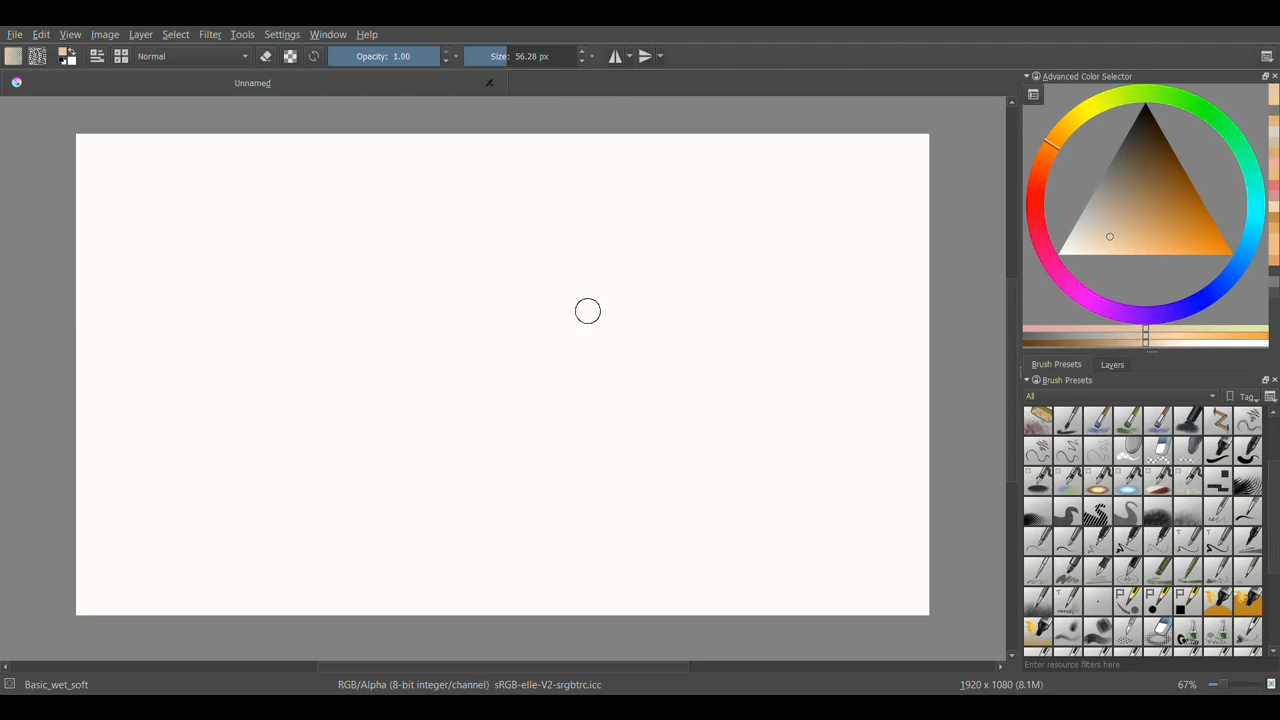 File Edit View Image Layer Select Filter Tools Settings Window Help
Normal Opacity: 1.00 Size: 56.28 px
Unnamed
Advanced Color Selector
Brush Presets Layers
Brush Presets
All Tag
T T
T P P P
Enter resource filters here
Basic_wet_soft RGB/Alpha (8-bit integer/channel) sRGB-elle-V2-srgbtrc.icc 1920 x 1080 (8.1M) 67%